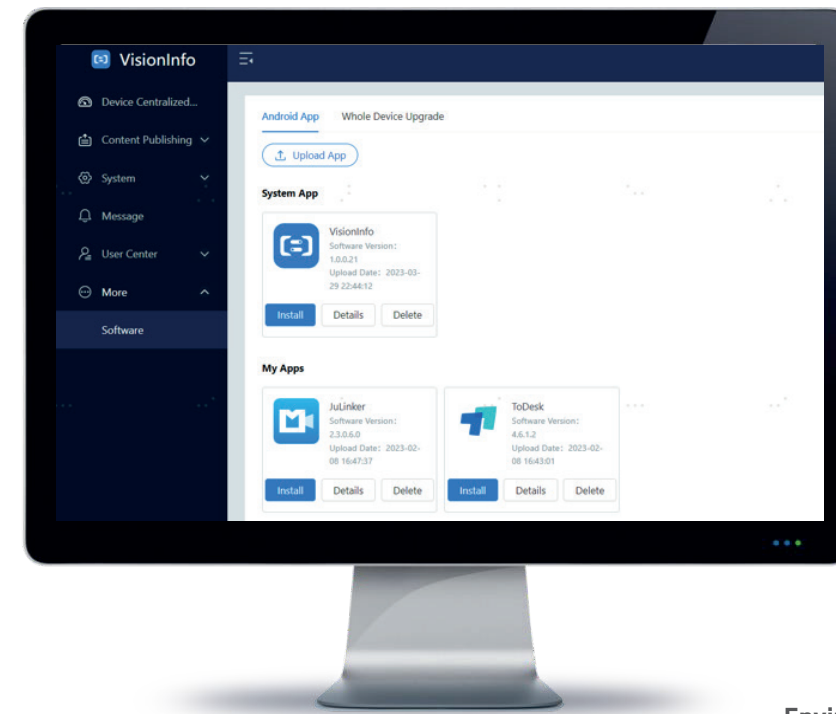 VisionInfo
Device Centralized...
Content Publishing
System
Message
User Center
More
Software
Android App Whole Device Upgrade
Upload App
System App
VisionInfo
Software Version:
1.0.0.21
Upload Date: 2023-03-
29 22:44:12
Install Details Delete
My Apps
JuLinker
Software Version:
2.3.0.6.0
Upload Date: 2023-02-
08 16:47:37
Install Details Delete
ToDesk
Software Version:
4.6.1.2
Upload Date: 2023-02-
08 16:43:01
Install Details Delete